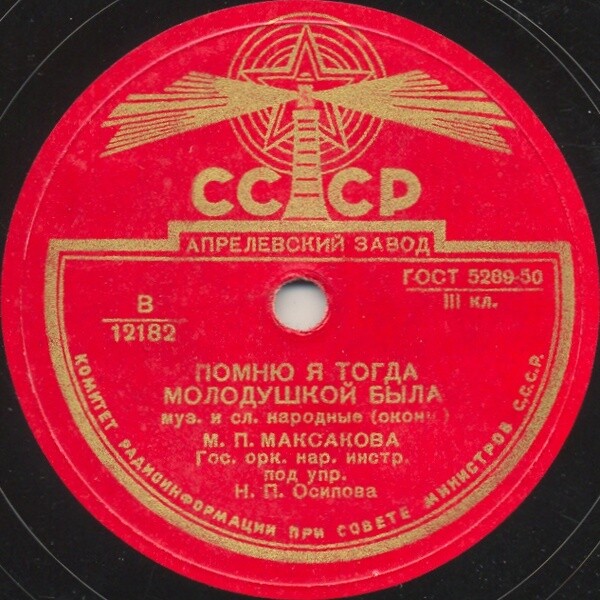 СССР
АПРЕЛЕВСКИЙ ЗАВОД
ГОСТ 5289-50
III кл.
В
12182
ПОМНЮ Я ТОГДА
МОЛОДУШКОЙ БЫЛА
муз. и сл. народные (оконч)
М. П. МАКСАКОВА
Гос. орк. нар. инстр.
под упр.
Н. П. Осипова
КОМИТЕТ РАДИОИНФОРМАЦИИ ПРИ СОВЕТЕ МИНИСТРОВ С.С.С.Р.